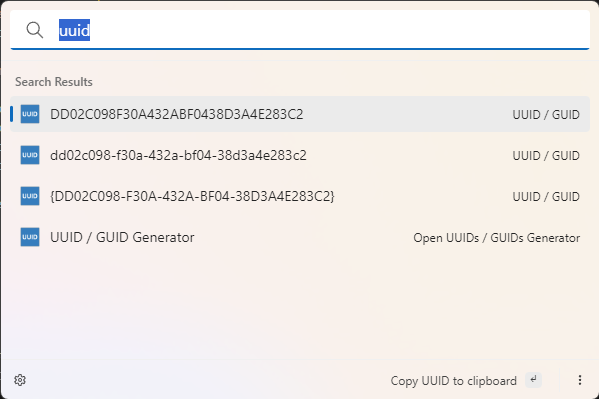 uuid
Search Results
UUID DD02C098F30A432ABF0438D3A4E283C2 UUID / GUID
UUID dd02c098-f30a-432a-bf04-38d3a4e283c2 UUID / GUID
UUID {DD02C098-F30A-432A-BF04-38D3A4E283C2} UUID / GUID
UUID UUID / GUID Generator Open UUIDs / GUIDs Generator
Copy UUID to clipboard